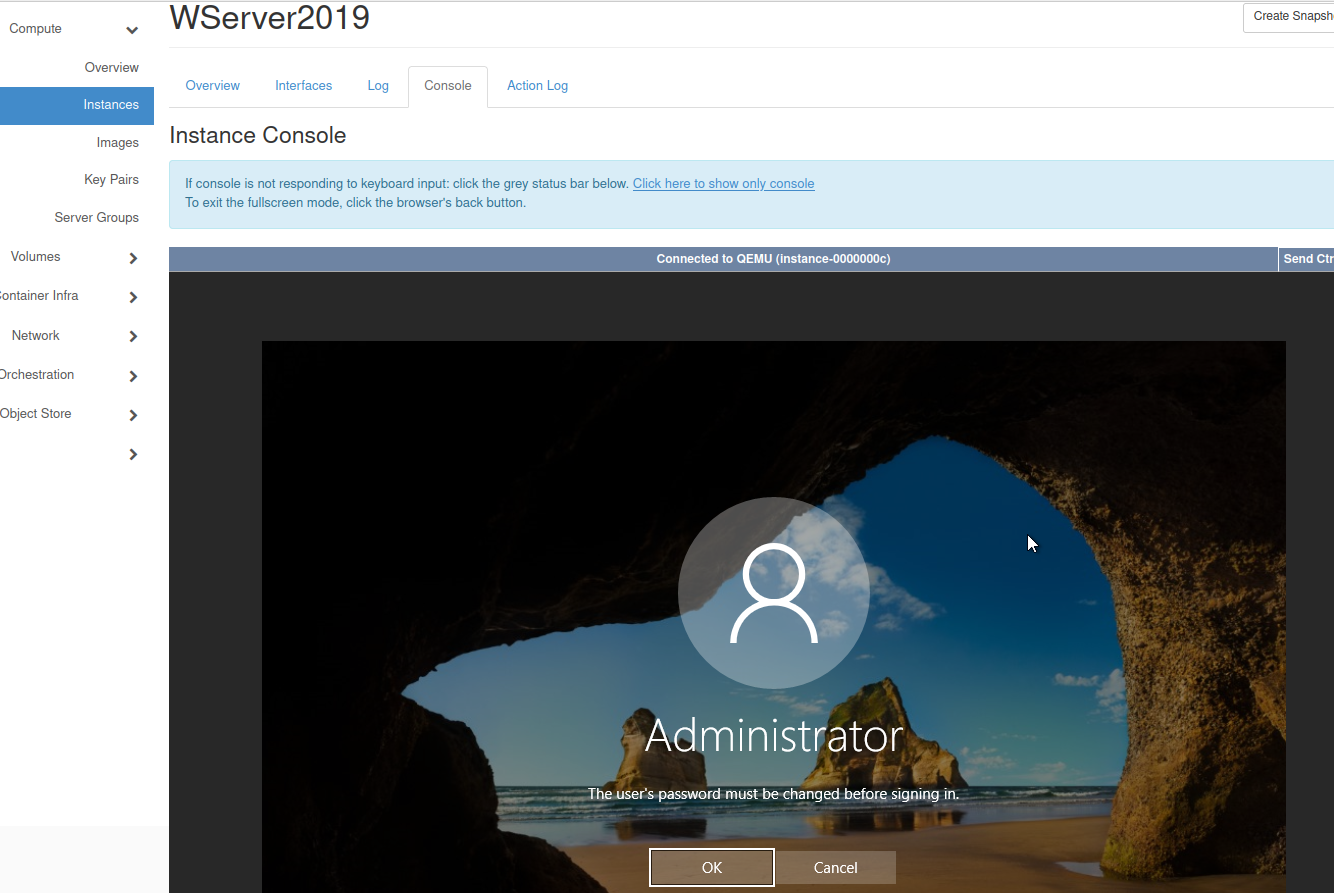 WServer2019
Create Snapsh
Compute
Overview
Instances
Images
Key Pairs
Server Groups
Volumes
Container Infra
Network
Orchestration
Object Store
Overview
Interfaces
Log
Console
Action Log
Instance Console
If console is not responding to keyboard input: click the grey status bar below. Click here to show only console
To exit the fullscreen mode, click the browser's back button.
Connected to QEMU (instance-0000000c)
Send Ctr
Administrator
The user's password must be changed before signing in.
OK
Cancel